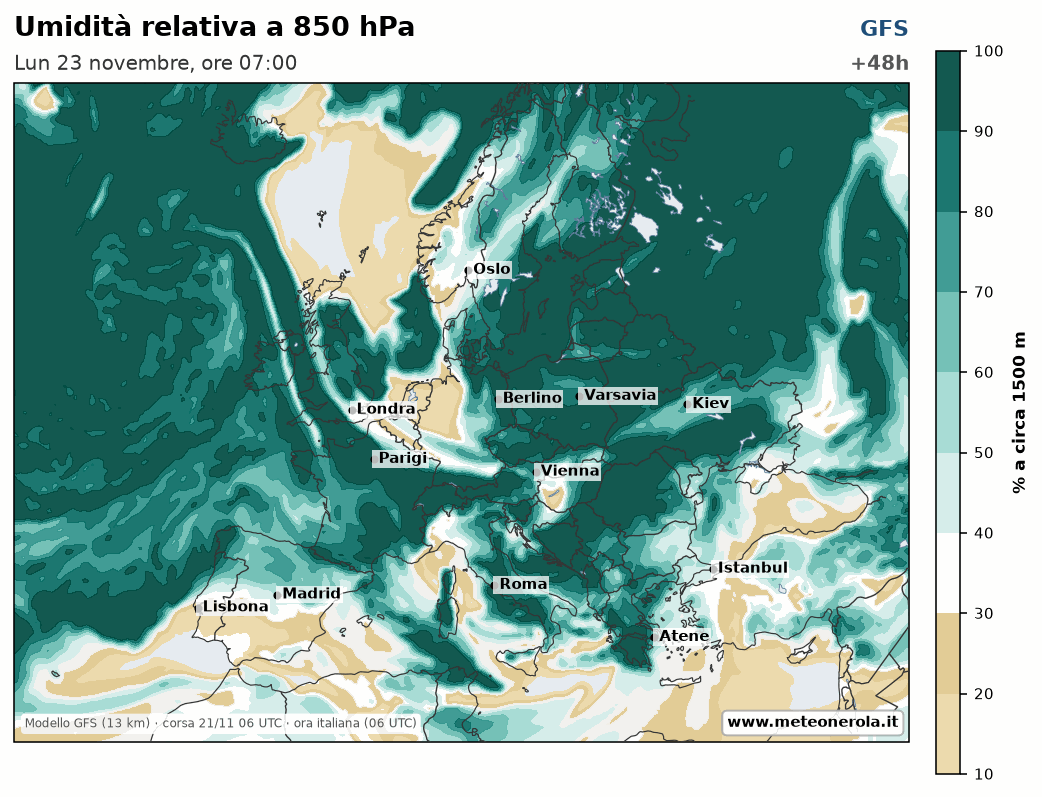 Umidità relativa a 850 hPa
GFS
Lun 23 novembre, ore 07:00
+48h
100
90
80
70
60
50
40
30
20
10
% a circa 1500 m
Oslo
Berlino
Varsavia
Kiev
Londra
Parigi
Vienna
Istanbul
Roma
Madrid
Lisbona
Atene
Modello GFS (13 km) · corsa 21/11 06 UTC · ora italiana (06 UTC)
www.meteonerola.it